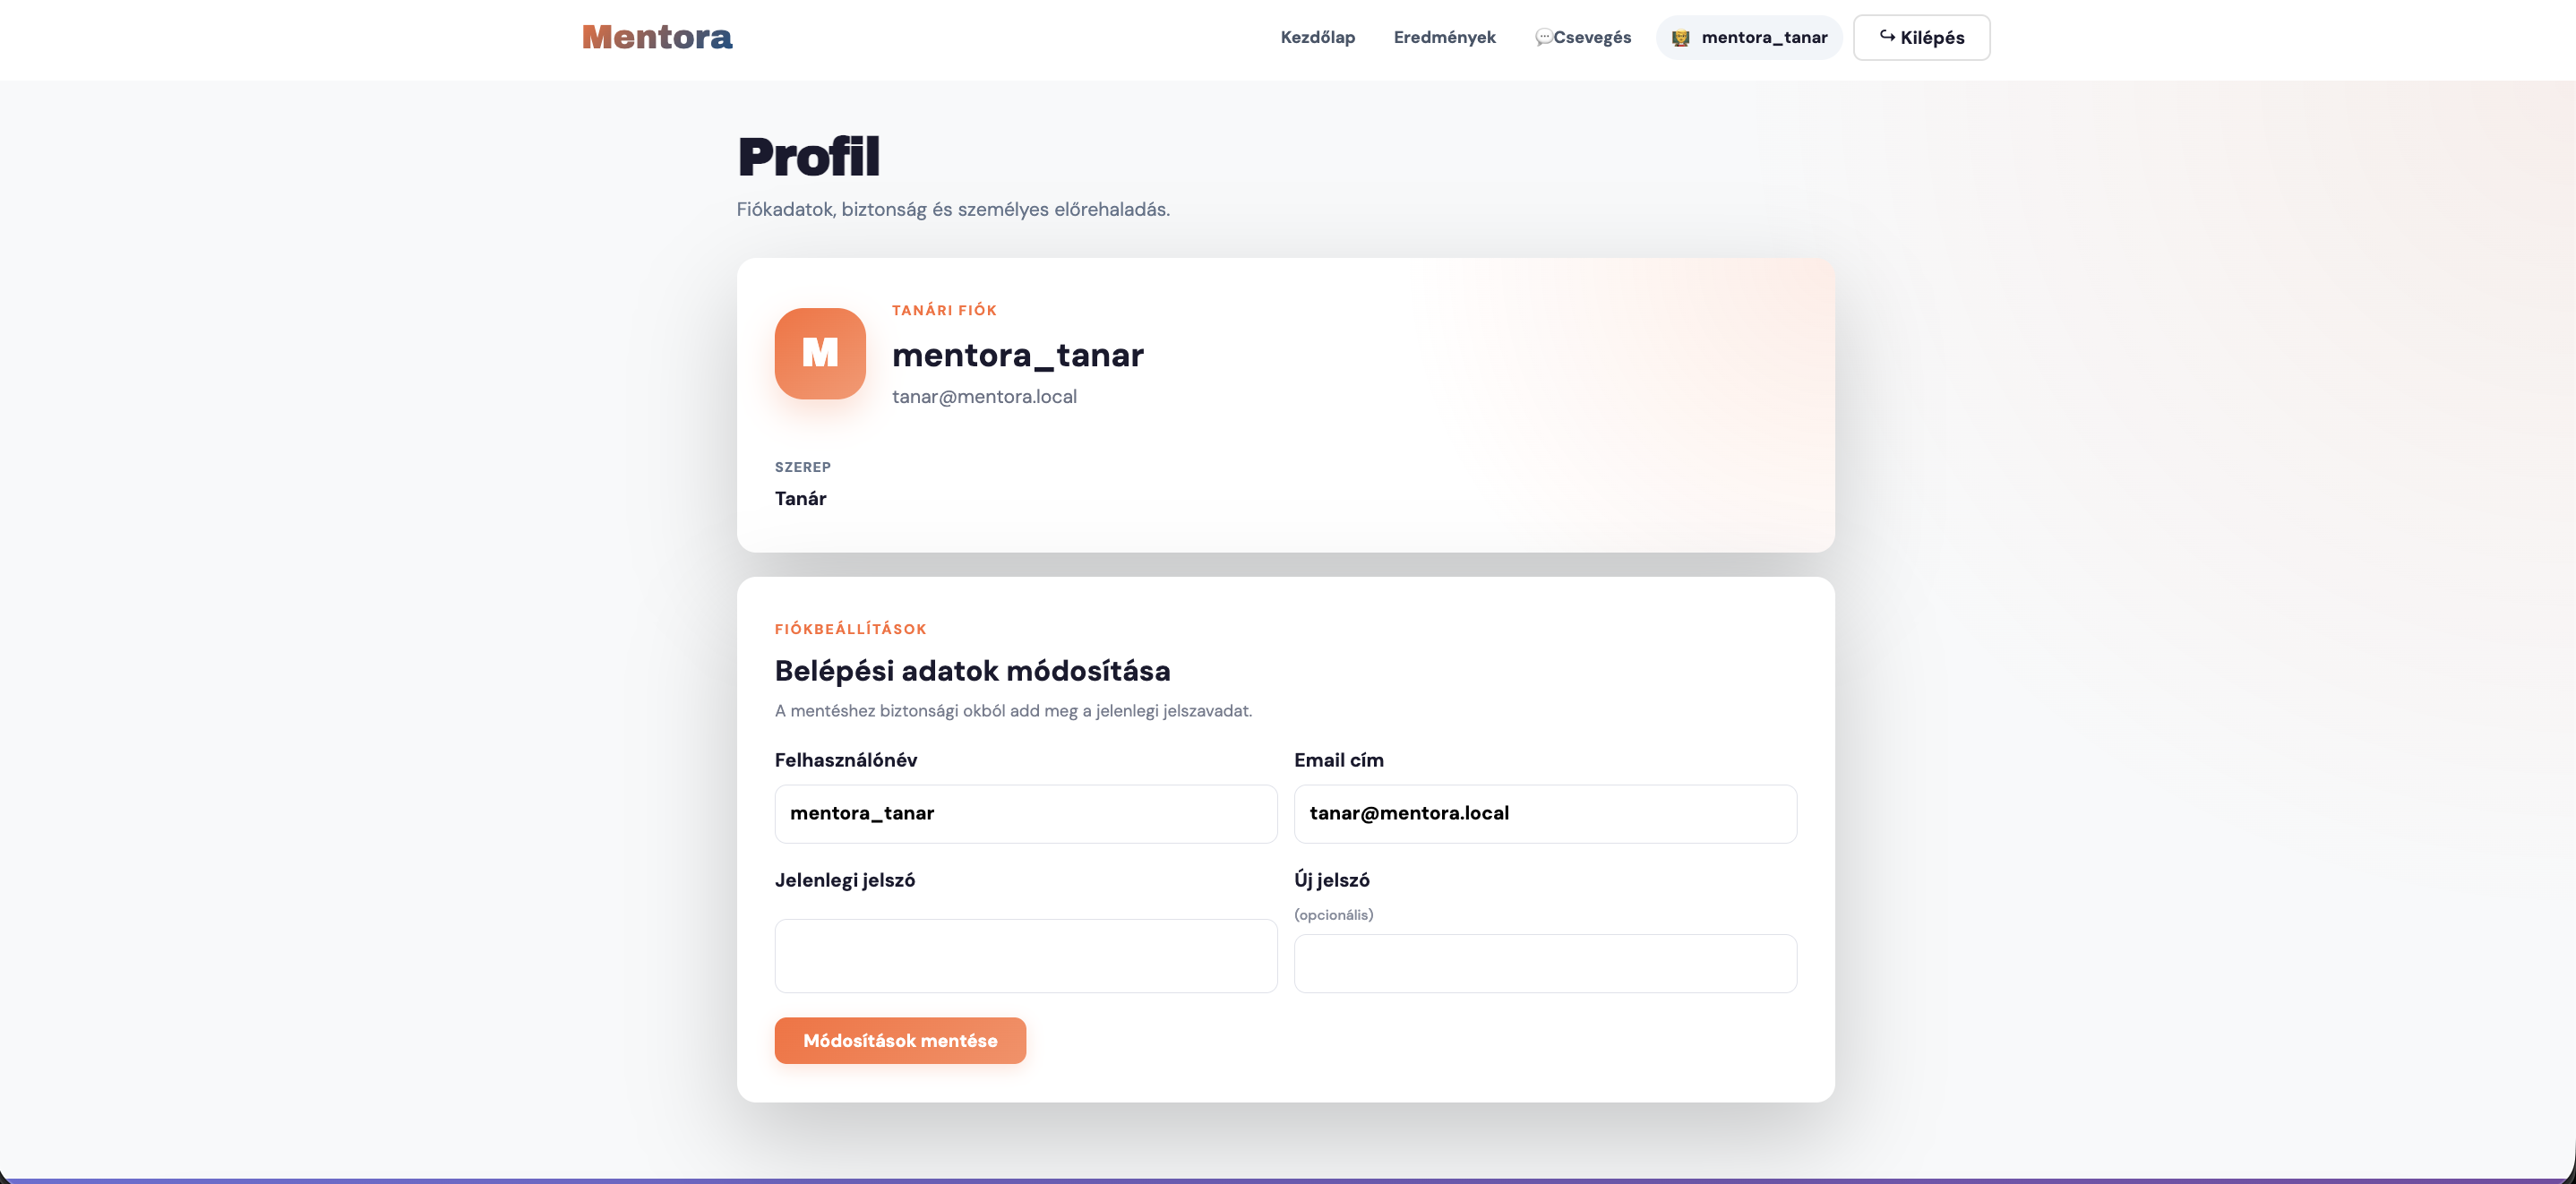 Mentora
Kezdőlap
Eredmények
Csevegés
mentora_tanar
Kilépés
Profil
Fiókadatok, biztonság és személyes előrehaladás.
M
TANÁRI FIÓK
mentora_tanar
tanar@mentora.local
SZEREP
Tanár
FIÓKBEÁLLÍTÁSOK
Belépési adatok módosítása
A mentéshez biztonsági okból add meg a jelenlegi jelszavadat.
Felhasználónév
mentora_tanar
Email cím
tanar@mentora.local
Jelenlegi jelszó
Új jelszó
(opcionális)
Módosítások mentése